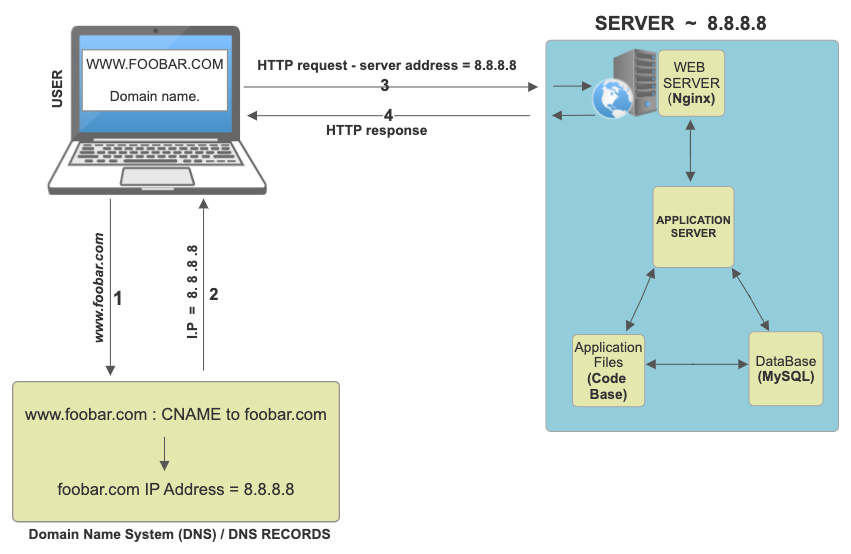 SERVER ~ 8.8.8.8
USER
WWW.FOOBAR.COM
Domain name.
HTTP request - server address = 8.8.8.8
3
4
HTTP response
WEB
SERVER
(Nginx)
APPLICATION
SERVER
Application
Files
(Code
Base)
DataBase
(MySQL)
www.foobar.com
1
I.P = 8. 8 .8 .8
2
www.foobar.com : CNAME to foobar.com
foobar.com IP Address = 8.8.8.8
Domain Name System (DNS) / DNS RECORDS